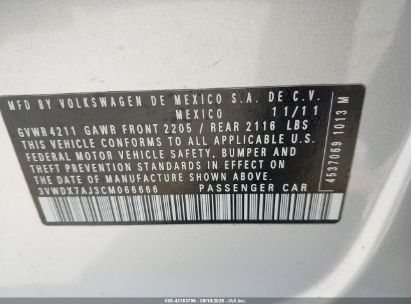 MFD BY VOLKSWAGEN DE MEXICO S.A. DE C.V.
MEXICO 11/11
GVWR 4211 GAWR FRONT 2205 / REAR 2116 LBS
THIS VEHICLE CONFORMS TO ALL APPLICABLE U.S.
FEDERAL MOTOR VEHICLE SAFETY, BUMPER AND
THEFT PREVENTION STANDARDS IN EFFECT ON
THE DATE OF MANUFACTURE SHOWN ABOVE
3VWDX7AJ3CM066666 PASSENGER CAR
4537069 1013 M